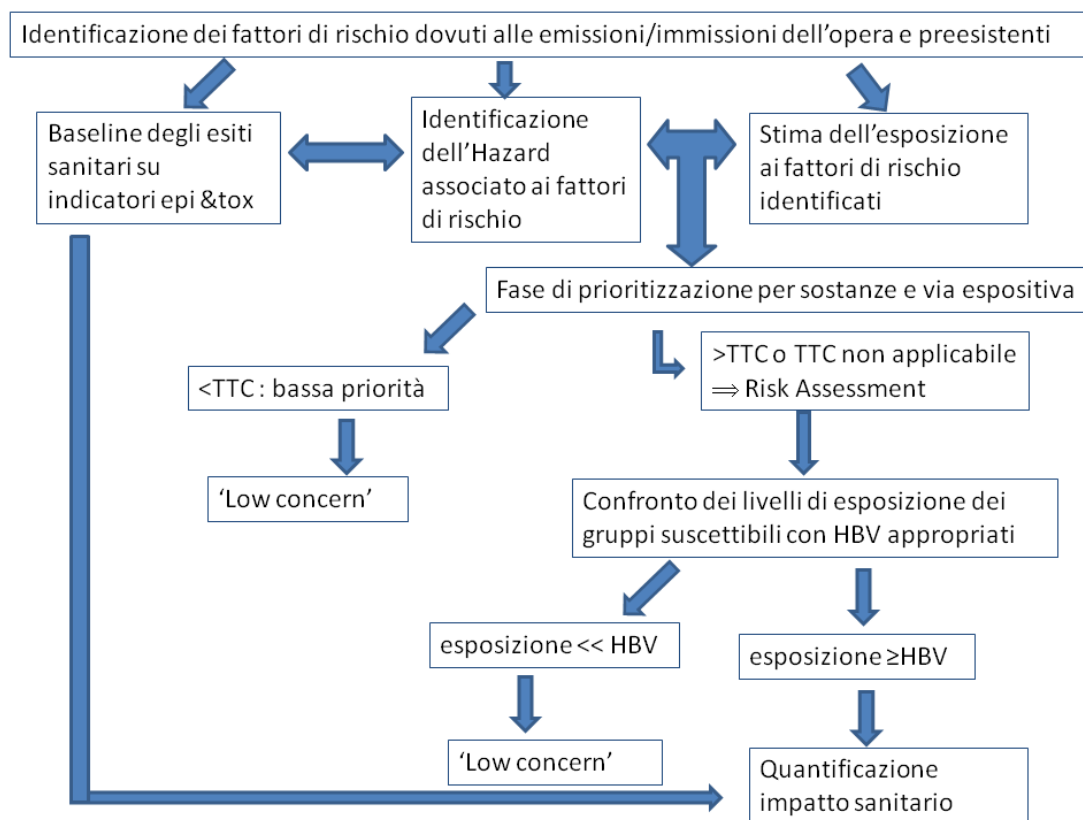 Identificazione dei fattori di rischio dovuti alle emissioni/immissioni dell'opera e preesistenti
Baseline degli esiti
sanitari su
indicatori epi &tox
Identificazione
dell'Hazard
associato ai fattori
di rischio
Stima dell'esposizione
ai fattori di rischio
identificati
Fase di prioritizzazione per sostanze e via espositiva
<TTC : bassa priorità
>TTC o TTC non applicabile
⇒ Risk Assessment
'Low concern'
Confronto dei livelli di esposizione dei
gruppi suscettibili con HBV appropriati
esposizione << HBV
esposizione ≥HBV
'Low concern'
Quantificazione
impatto sanitario